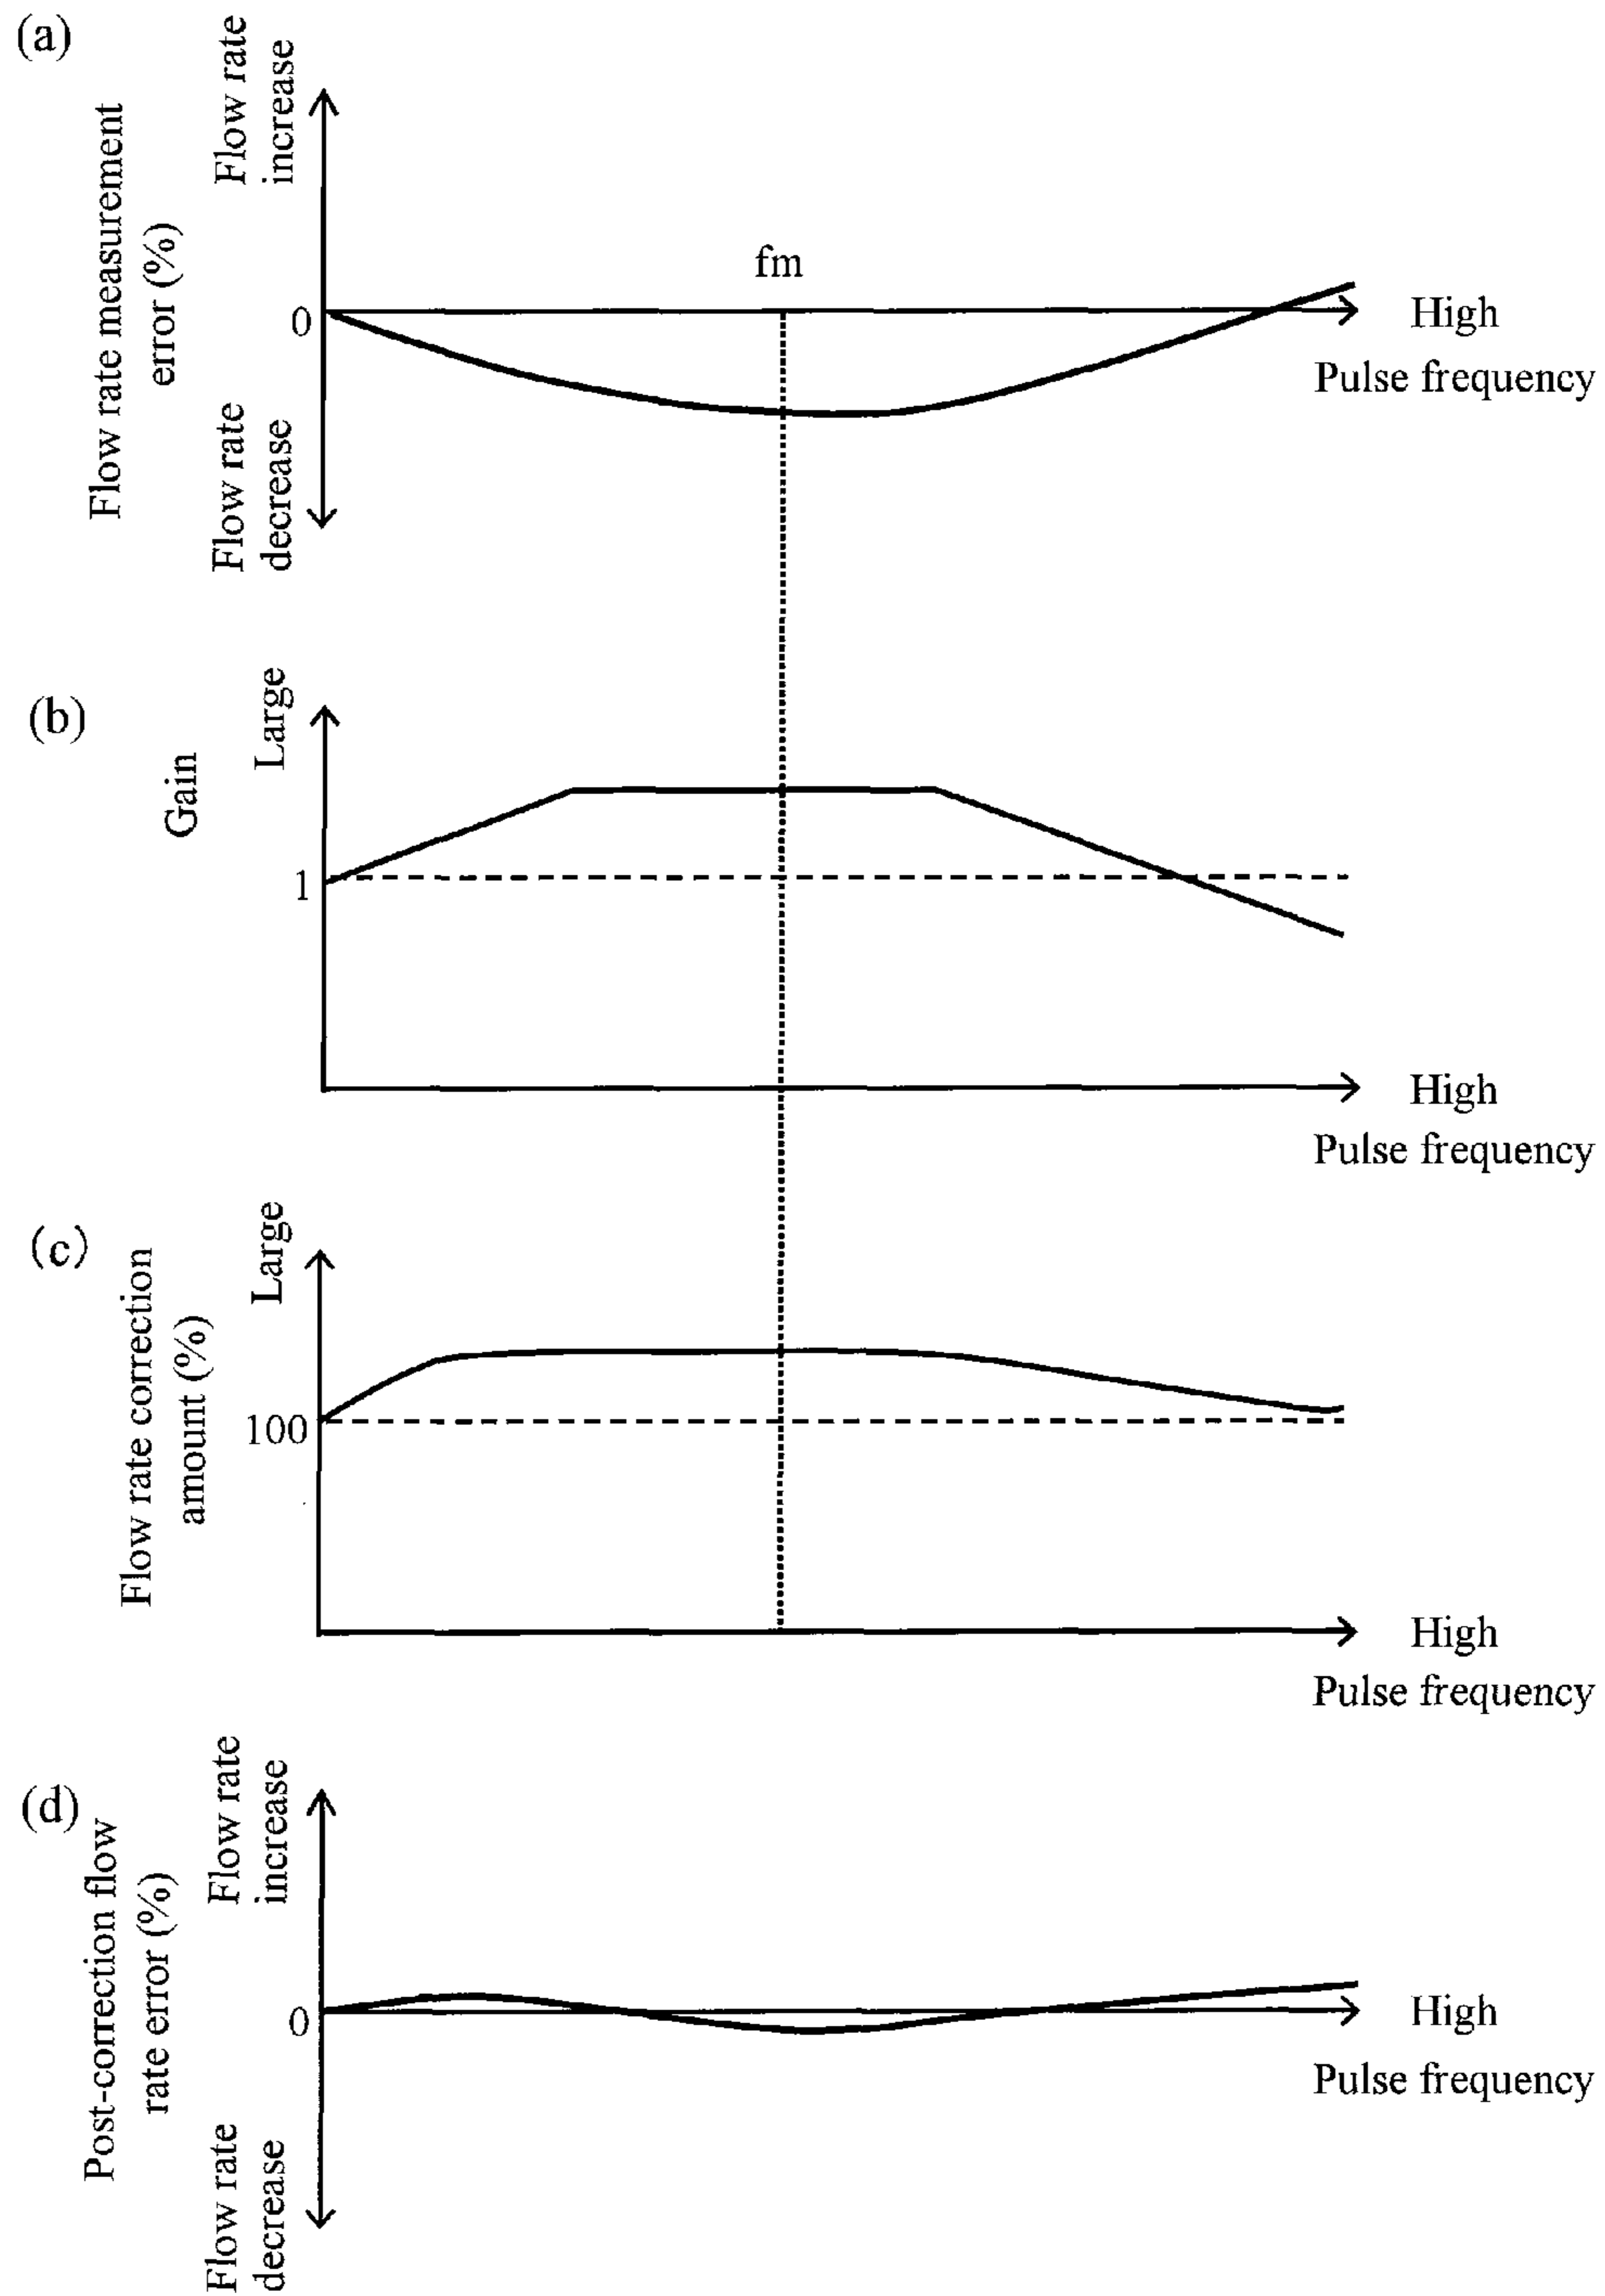 (a)
Flow rate measurement
error (%)
Flow rate
increase
Flow rate
decrease
0
fm
High
Pulse frequency
(b)
Gain
Large
1
High
Pulse frequency
(c)
Flow rate correction
amount (%)
Large
100
High
Pulse frequency
(d)
Post-correction flow
rate error (%)
Flow rate
increase
Flow rate
decrease
0
High
Pulse frequency